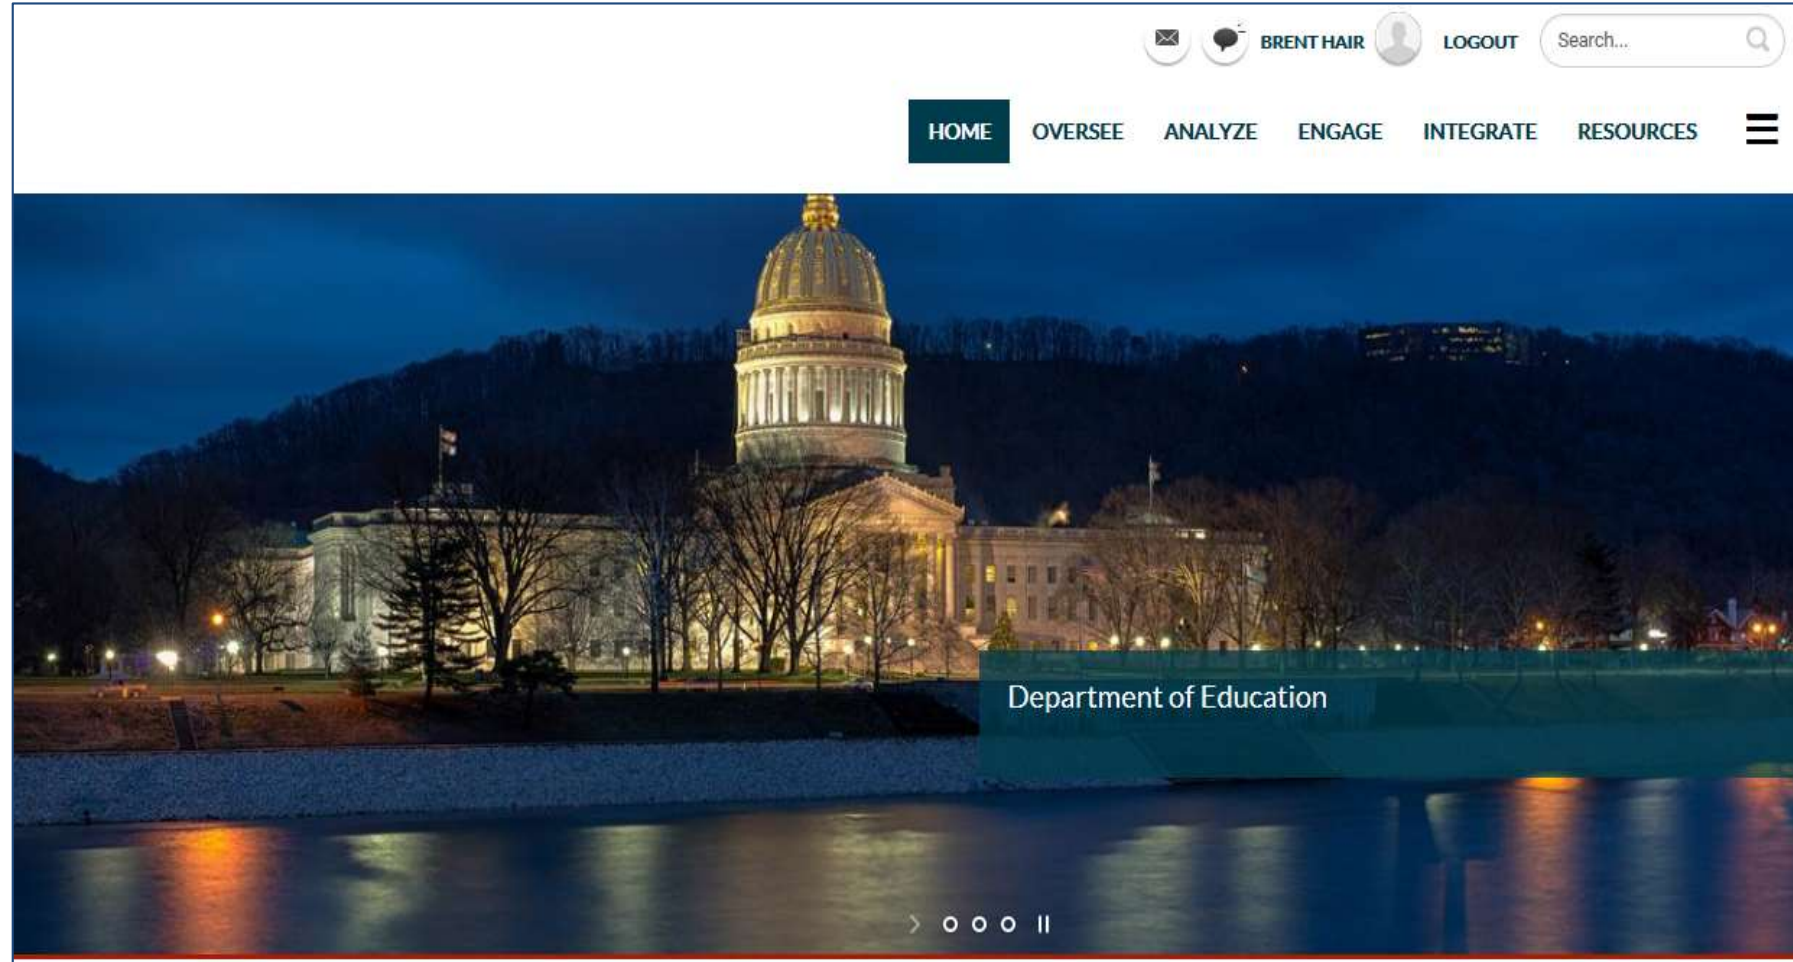 BRENT HAIR LOGOUT Search...
HOME OVERSEE ANALYZE ENGAGE INTEGRATE RESOURCES
Department of Education